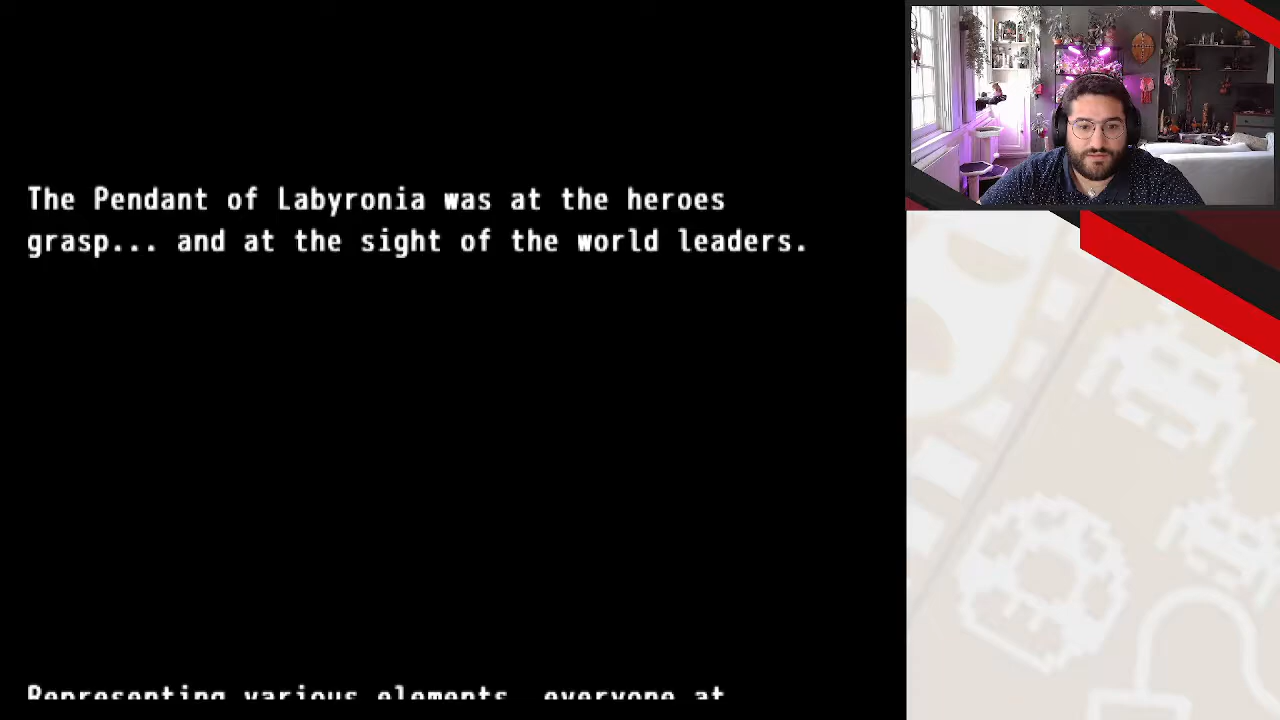 The Pendant of Labyronia was at the heroes
grasp... and at the sight of the world leaders.
Representing various elements, everyone at